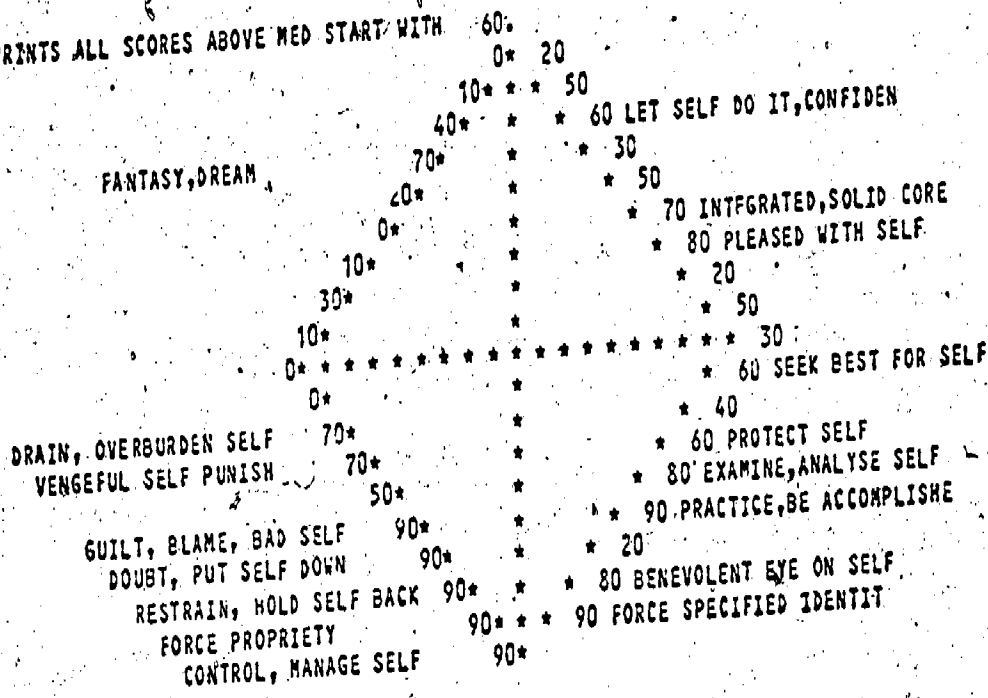 RINTS ALL SCORES ABOVE MED START WITH 60.
0* 20
10* * * 50
40* * * 60 LET SELF DO IT,CONFIDEN
FANTASY,DREAM 70* * * 30
20* * * 50
0* * * 70 INTEGRATED,SOLID CORE
10* * * 80 PLEASED WITH SELF
30* * * 20
10* * * 50
0* * * * * * * * * * * * * * * * * * * 30
0* * * 60 SEEK BEST FOR SELF
DRAIN, OVERBURDEN SELF 70* * * 40
VENGEFUL SELF PUNISH 70* * * 60 PROTECT SELF
50* * * 80 EXAMINE,ANALYSE SELF
GUILT, BLAME, BAD SELF 90* * * 90 PRACTICE,BE ACCOMPLISHE
DOUBT, PUT SELF DOWN 90* * * 20
RESTRAIN, HOLD SELF BACK 90* * * 80 BENEVOLENT EYE ON SELF
FORCE PROPRIETY 90* * * 90 FORCE SPECIFIED IDENTIT
CONTROL, MANAGE SELF 90*